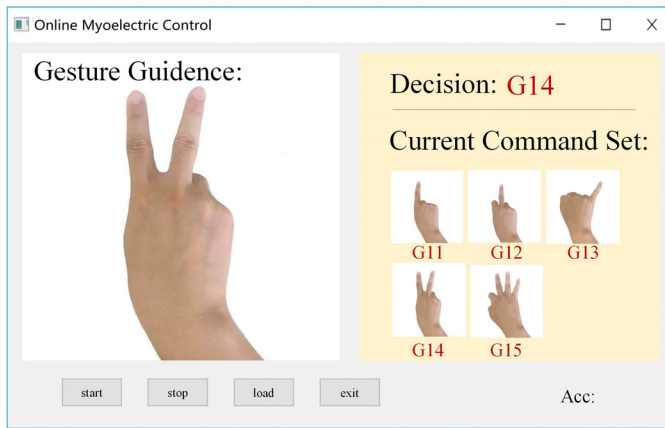 Online Myoelectric Control
Gesture Guidance:
Decision: G14
Current Command Set:
G11 G12 G13
G14 G15
start stop load exit
Acc: